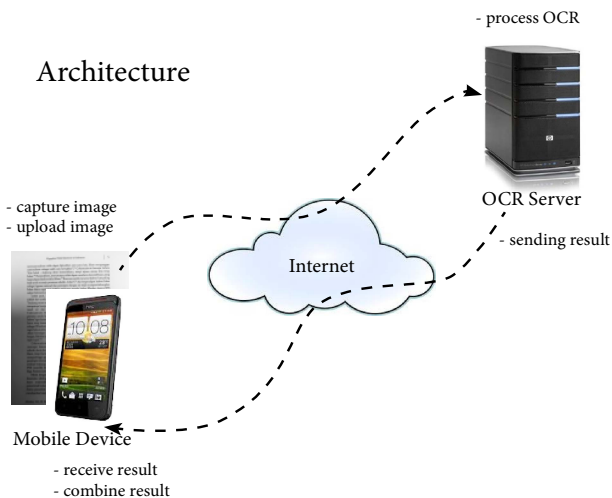 - process OCR
Architecture
OCR Server
- sending result
- capture image
- upload image
Internet
10 08
Mobile Device
- receive result
- combine result